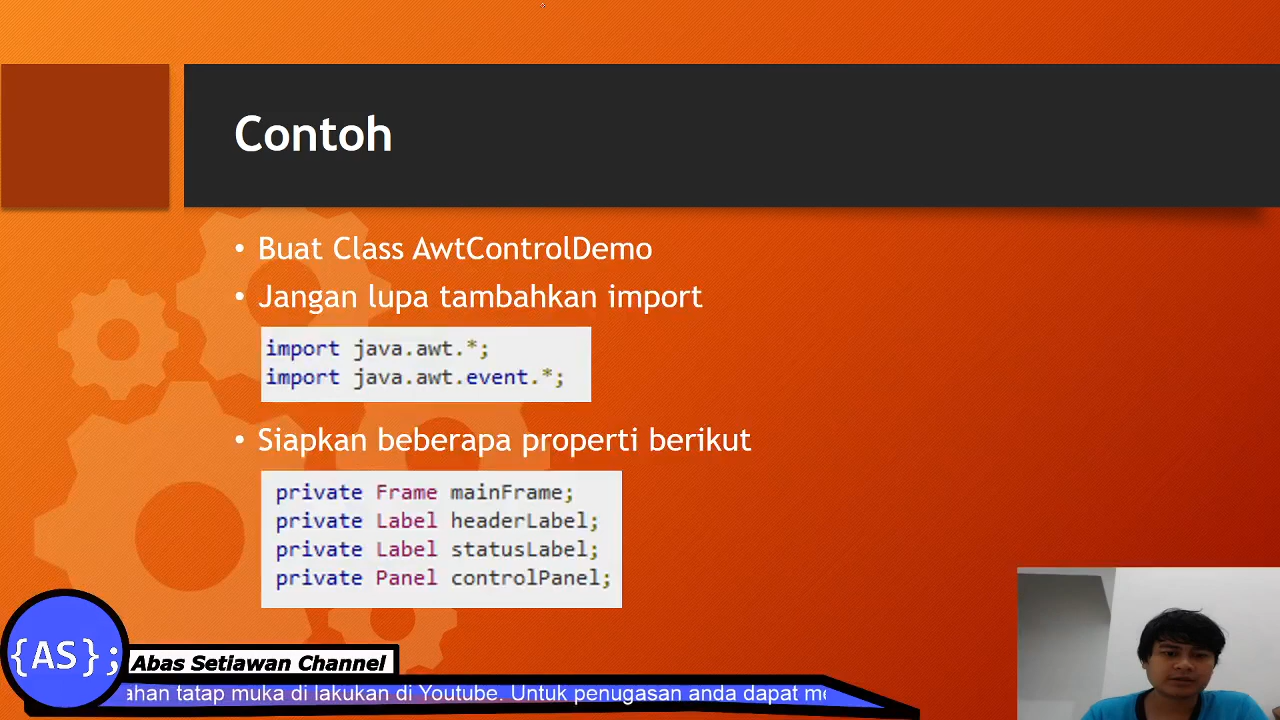 Contoh
• Buat Class AwtControlDemo
• Jangan lupa tambahkan import
import java.awt.*;
import java.awt.event.*;
• Siapkan beberapa properti berikut
private Frame mainFrame;
private Label headerLabel;
private Label statusLabel;
private Panel controlPanel;
{AS};
Abas Setiawan Channel
ahan tatap muka di lakukan di Youtube. Untuk penugasan anda dapat